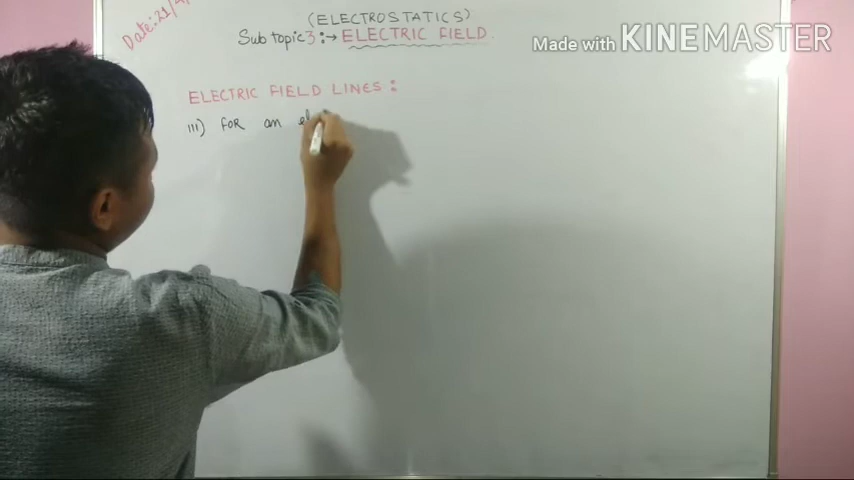 (ELECTROSTATICS)
Date: 21/4/
Sub topic 3:→ ELECTRIC FIELD.
Made with KINEMASTER
ELECTRIC FIELD LINES :
III) FOR an el